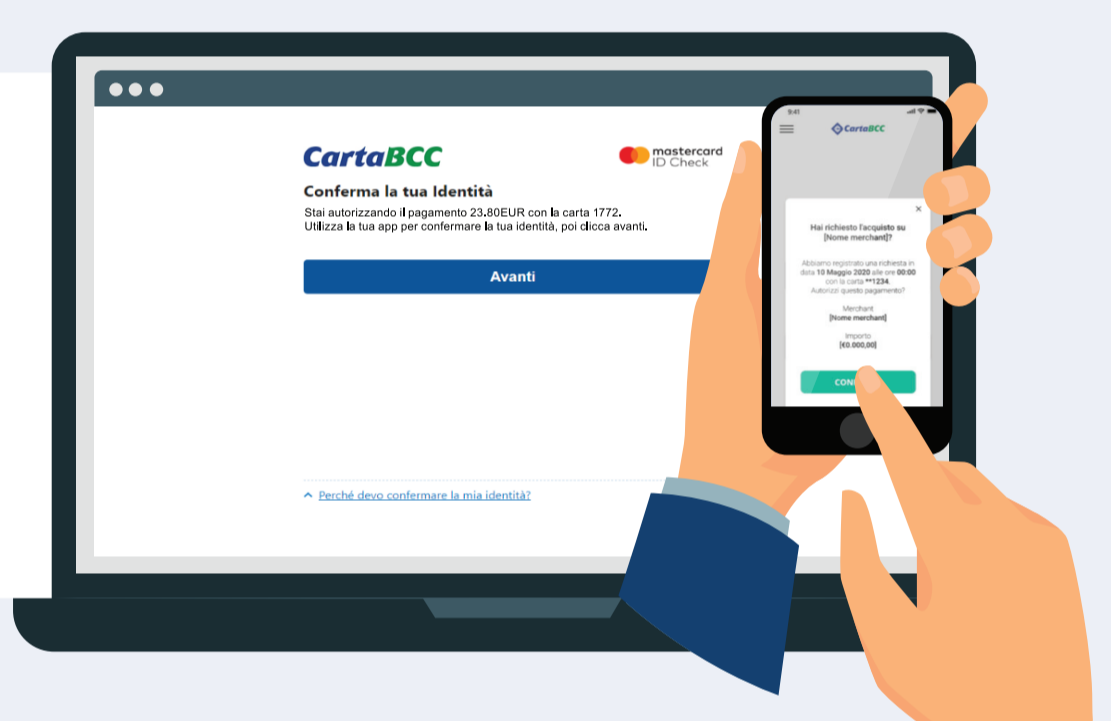 CartaBCC
mastercard
ID Check
Conferma la tua Identità
Stai autorizzando il pagamento 23.80EUR con la carta 1772.
Utilizza la tua app per confermare la tua identità, poi clicca avanti.
Avanti
Perché devo confermare la mia identità?
9:41
CartaBCC
×
Hai richiesto l'acquisto su
[Nome merchant]?
Abbiamo registrato una richiesta in
data 10 Maggio 2020 alle ore 00:00
con la carta **1234.
Autorizzi questo pagamento?
Merchant
[Nome merchant]
Importo
[€0.000,00]